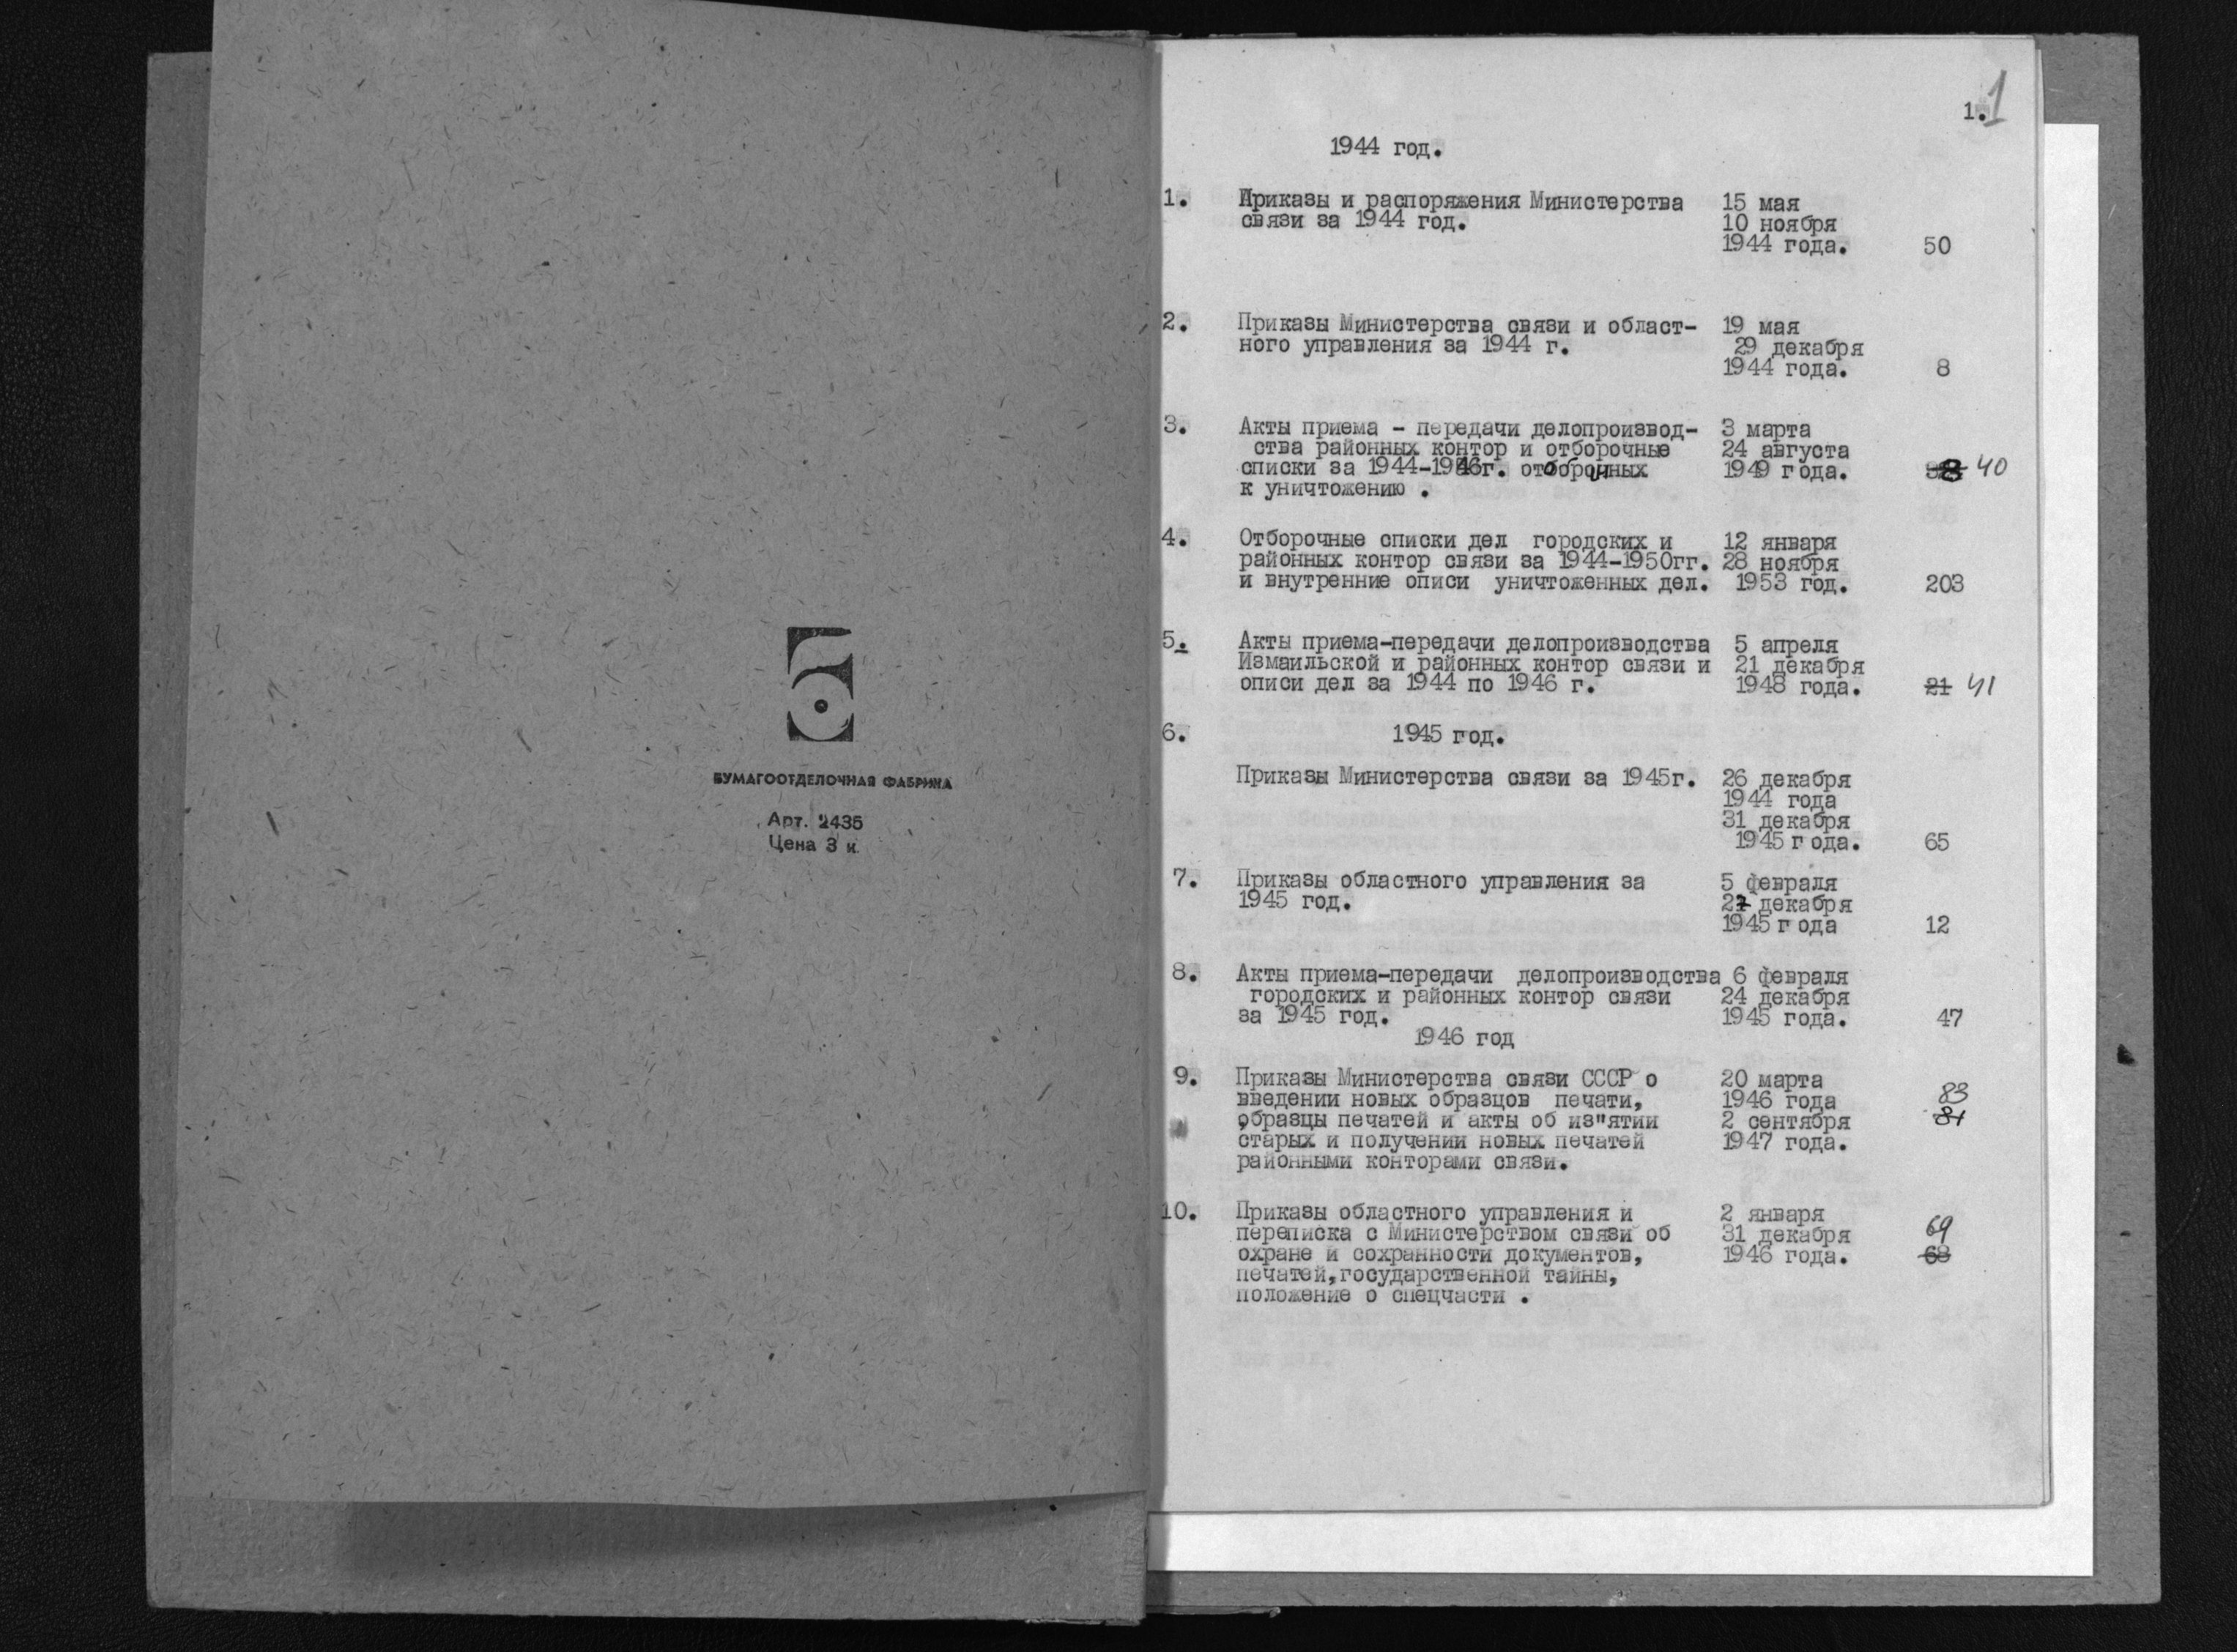 БУМАГООТДЕЛОЧНАЯ ФАБРИКА
Арт. 2435
Цена 3 к
1. 1
1944 год.
1. Приказы и распоряжения Министерства 15 мая
связи за 1944 год. 10 ноября
1944 года. 50
2. Приказы Министерства связи и област- 19 мая
ного управления за 1944 г. 29 декабря
1944 года. 8
3. Акты приема - передачи делопроизвод- 3 марта
ства районных контор и отборочные 24 августа
списки за 1944-1946г. 1949 года. 40
к уничтожению .
4. Отборочные списки дел городских и 12 января
районных контор связи за 1944-1950гг. 28 ноября
и внутренние описи уничтоженных дел. 1953 год. 203
5. Акты приема-передачи делопроизводства 5 апреля
Измаильской и районных контор связи и 21 декабря
описи дел за 1944 по 1946 г. 1948 года. 21 41
6. 1945 год.
Приказы Министерства связи за 1945г. 26 декабря
1944 года
31 декабря
1945 года. 65
7. Приказы областного управления за 5 февраля
1945 год. 27 декабря
1945 года 12
8. Акты приема-передачи делопроизводства 6 февраля
городских и районных контор связи 24 декабря
за 1945 год. 1945 года. 47
1946 год
9. Приказы Министерства связи СССР о 20 марта
введении новых образцов печати, 1946 года 83
образцы печатей и акты об из"ятии 2 сентября 81
старых и получении новых печатей 1947 года.
районными конторами связи.
10. Приказы областного управления и 2 января
переписка с Министерством связи об 31 декабря 69
охране и сохранности документов, 1946 года. 68
печатей,государственной тайны,
положение о спецчасти .